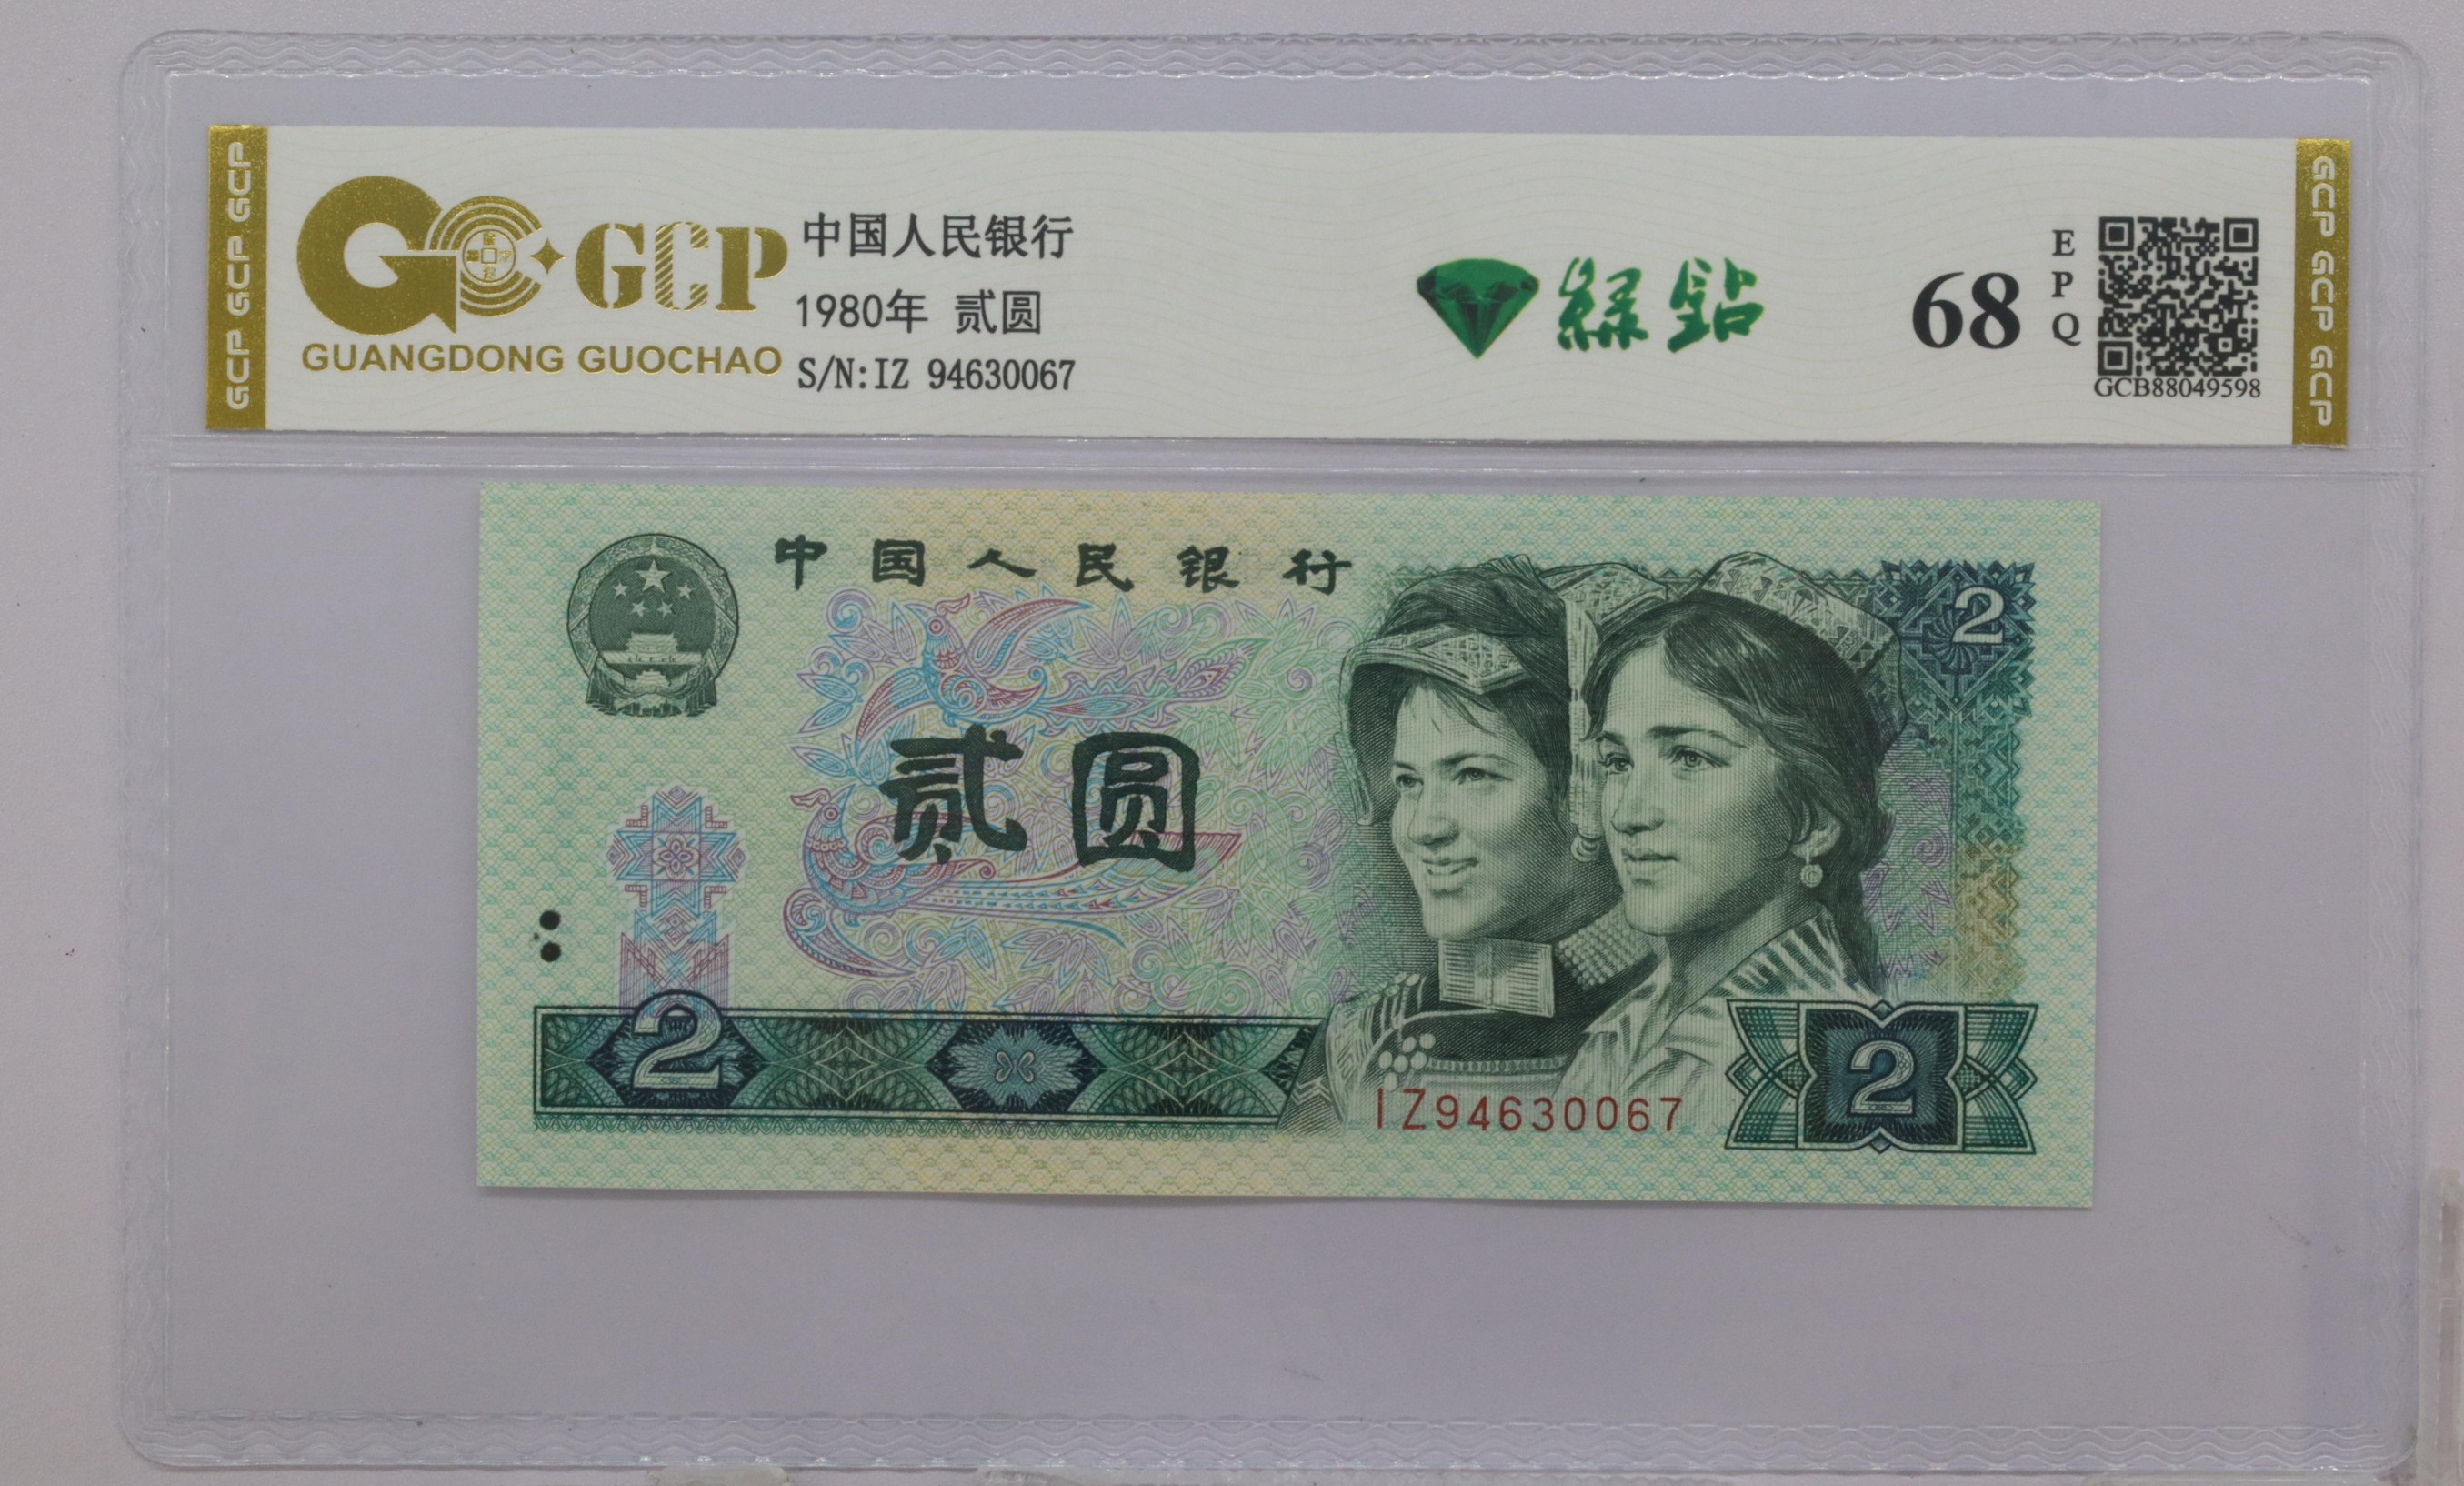 GCP GCP GCP
GCP
GUANGDONG GUOCHAO
中国人民银行
1980年 贰圆
S/N:IZ 94630067
綠鉆
68
E
P
Q
GCB88049598
GCP GCP GCP
中国人民银行
2
贰圆
2
IZ94630067
2